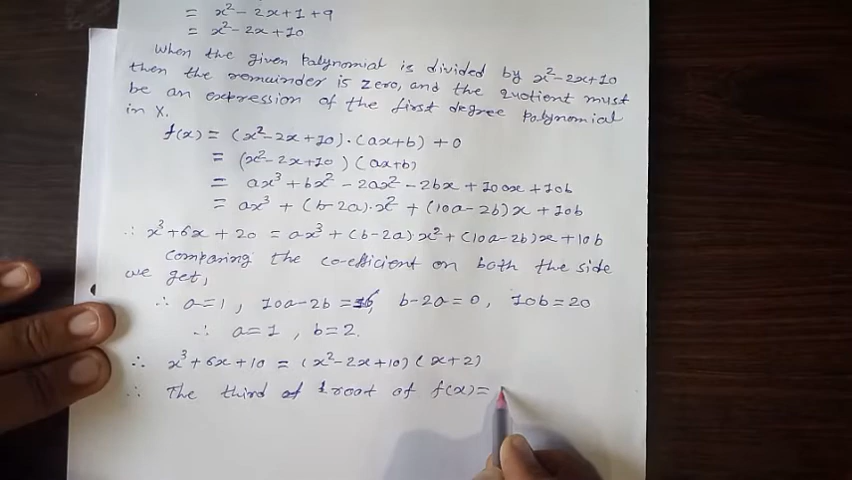 = x² - 2x + 1 + 9
= x² - 2x + 10
When the given Polynomial is divided by x² - 2x + 10
then the remainder is zero, and the quotient must
be an expression of the first degree Polynomial
in X.
f(x) = (x² - 2x + 10) · (ax + b) + 0
= (x² - 2x + 10) (ax + b)
= ax³ + bx² - 2ax² - 2bx + 10ax + 10b
= ax³ + (b - 2a) · x² + (10a - 2b)x + 10b
∴ x³ + 6x + 20 = ax³ + (b - 2a) · x² + (10a - 2b)x + 10b
Comparing the co-efficient on both the side
we get,
∴ a = 1, 10a - 2b = 6, b - 2a = 0, 10b = 20
∴ a = 1, b = 2.
∴ x³ + 6x + 10 = (x² - 2x + 10) (x + 2)
∴ The third root of f(x) =